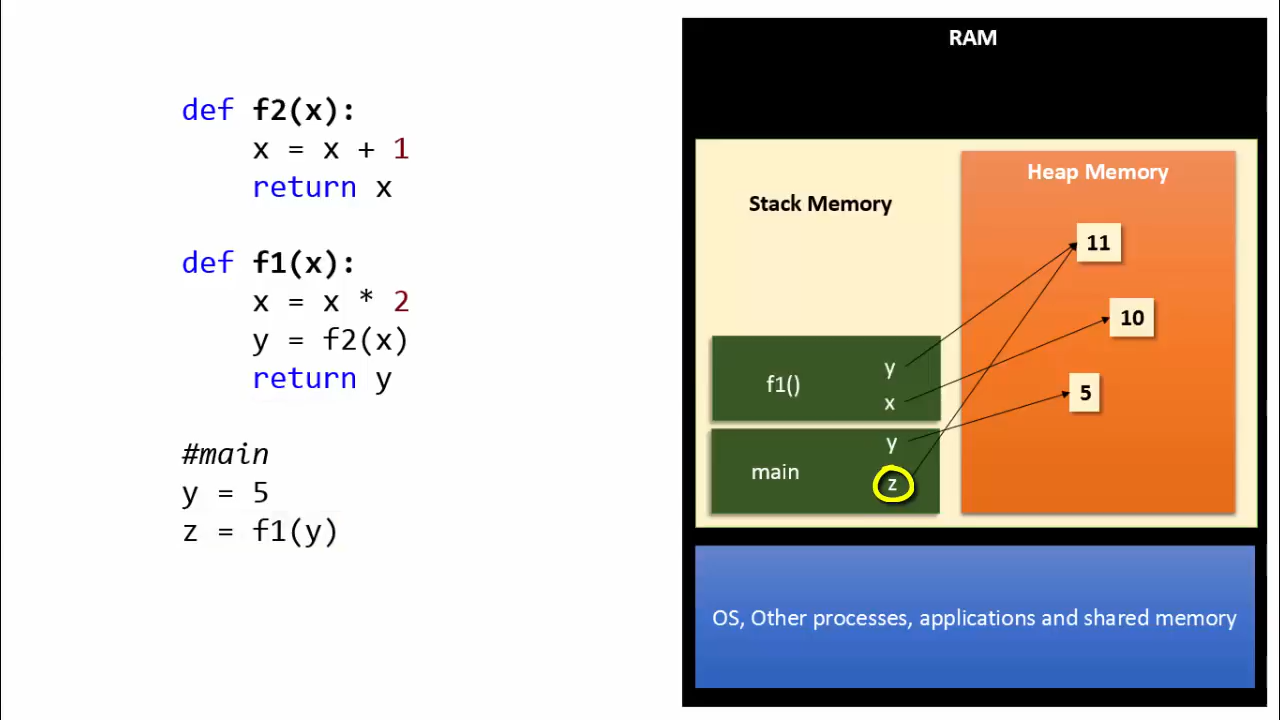 def f2(x):
    x = x + 1
    return x
def f1(x):
    x = x * 2
    y = f2(x)
    return y
#main
y = 5
z = f1(y)
RAM
Stack Memory
Heap Memory
11
10
5
f1()
y
x
main
y
z
OS, Other processes, applications and shared memory